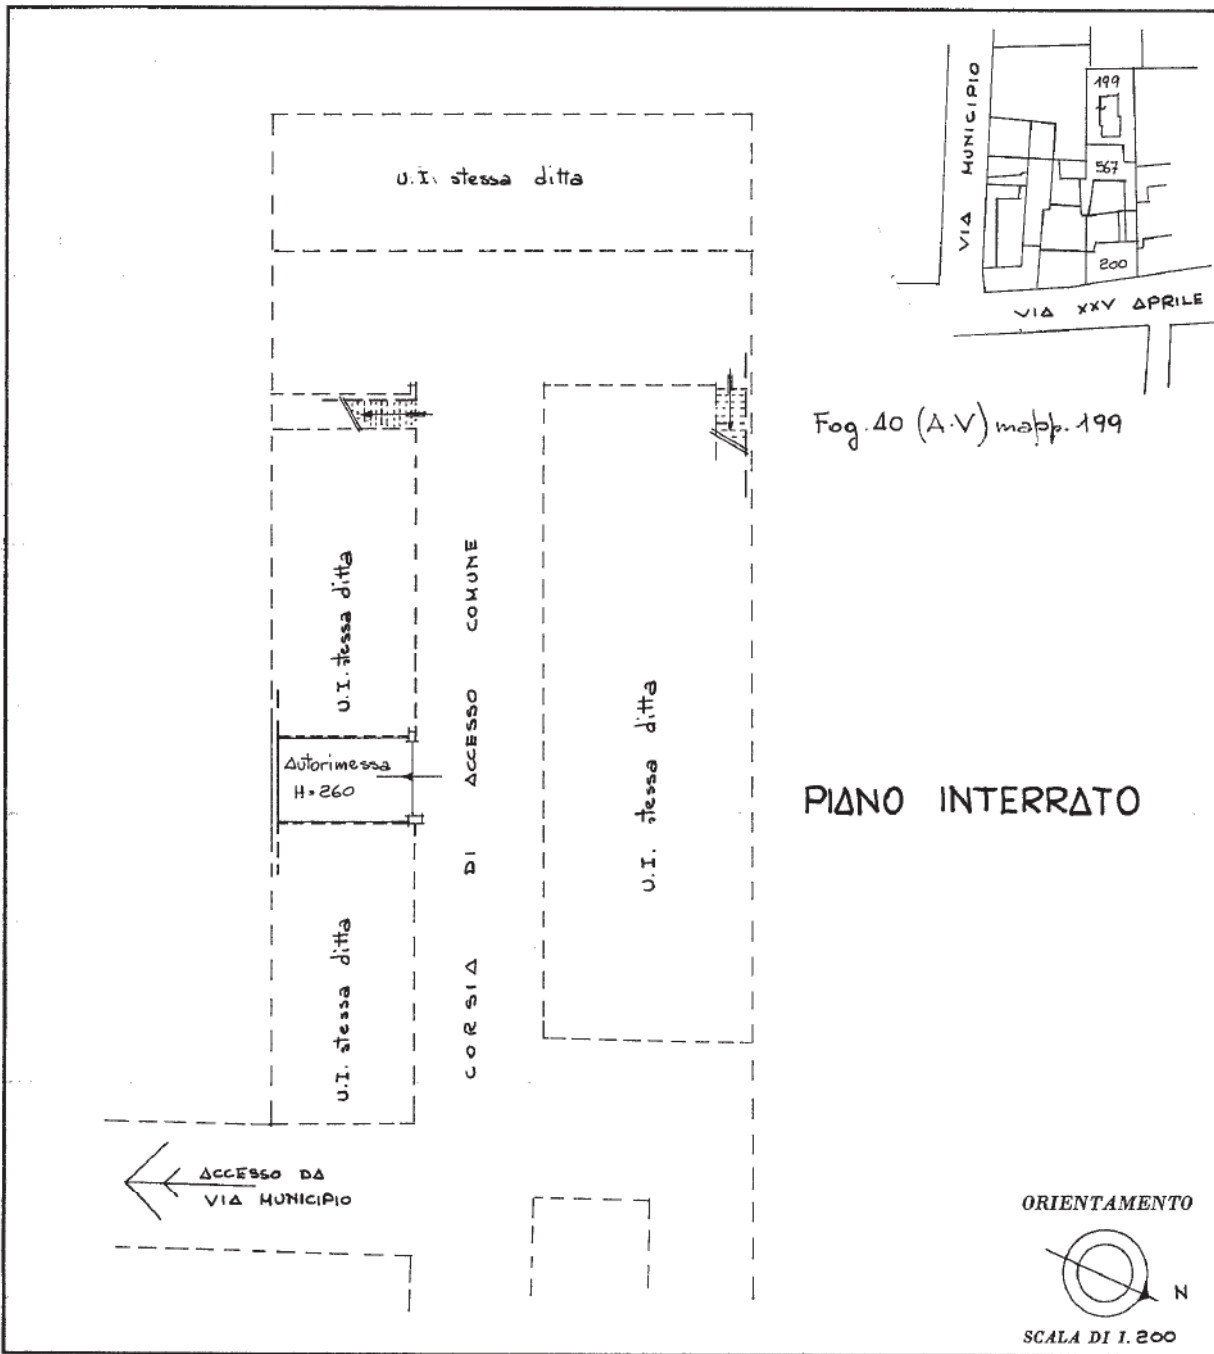 U.I. stessa ditta
199
567
200
VIA MUNICIPIO
VIA XXV APRILE
Fog. 10 (A.V) mapp. 199
U.I. stessa ditta
CORSIA DI ACCESSO COMUNE
U.I. stessa ditta
Autorimessa
H=260
PIANO INTERRATO
U.I. stessa ditta
ACCESSO DA
VIA MUNICIPIO
ORIENTAMENTO
N
SCALA DI 1. 200